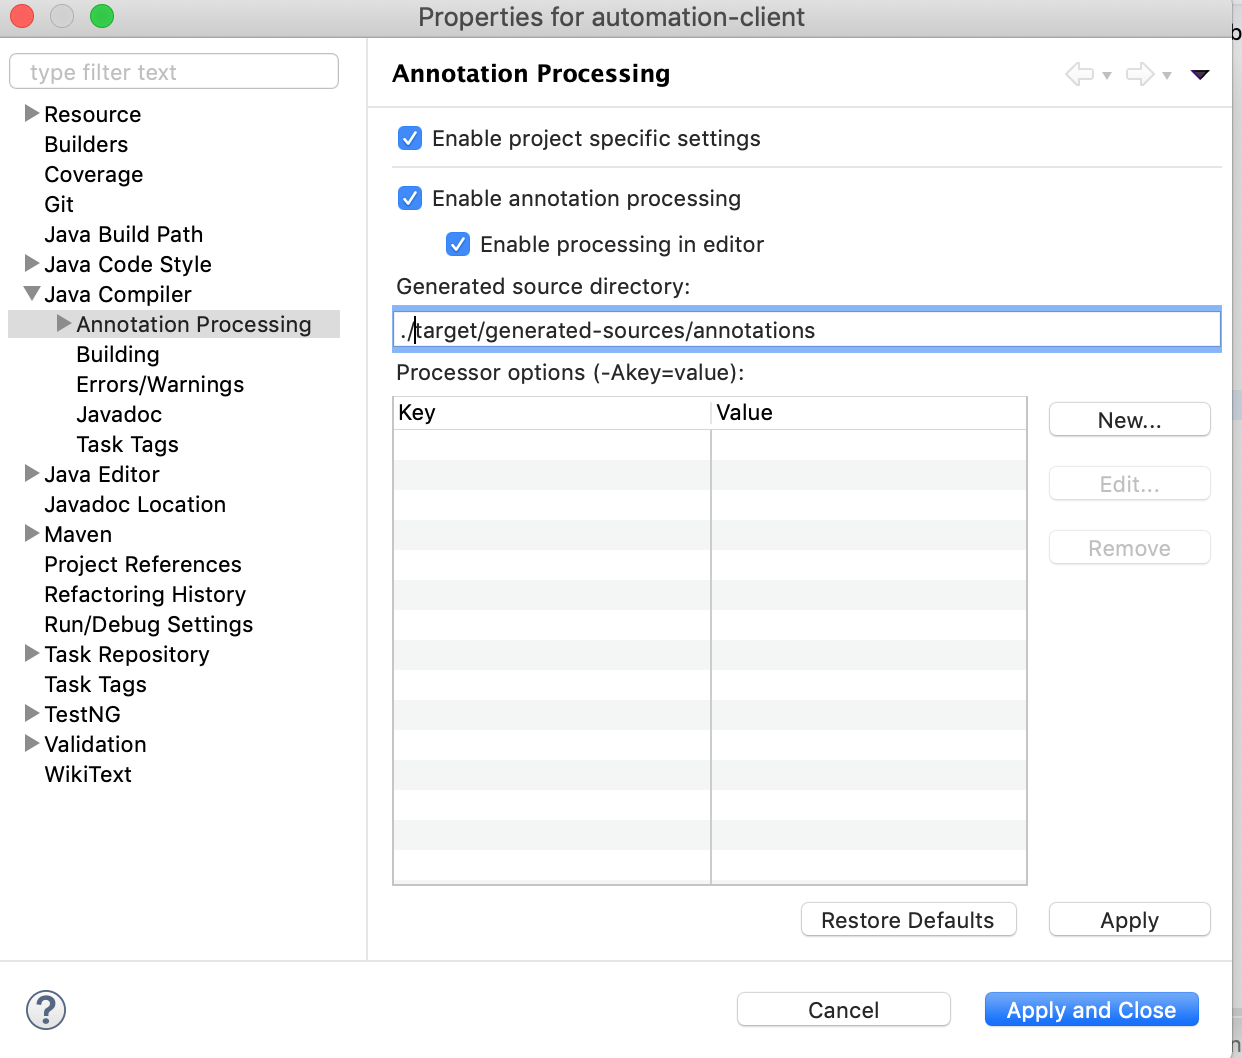 Properties for automation-client
type filter text
Resource
Builders
Coverage
Git
Java Build Path
Java Code Style
Java Compiler
Annotation Processing
Building
Errors/Warnings
Javadoc
Task Tags
Java Editor
Javadoc Location
Maven
Project References
Refactoring History
Run/Debug Settings
Task Repository
Task Tags
TestNG
Validation
WikiText
Annotation Processing
Enable project specific settings
Enable annotation processing
Enable processing in editor
Generated source directory:
./target/generated-sources/annotations
Processor options (-Akey=value):
Key Value
New...
Edit...
Remove
Restore Defaults Apply
? Cancel Apply and Close